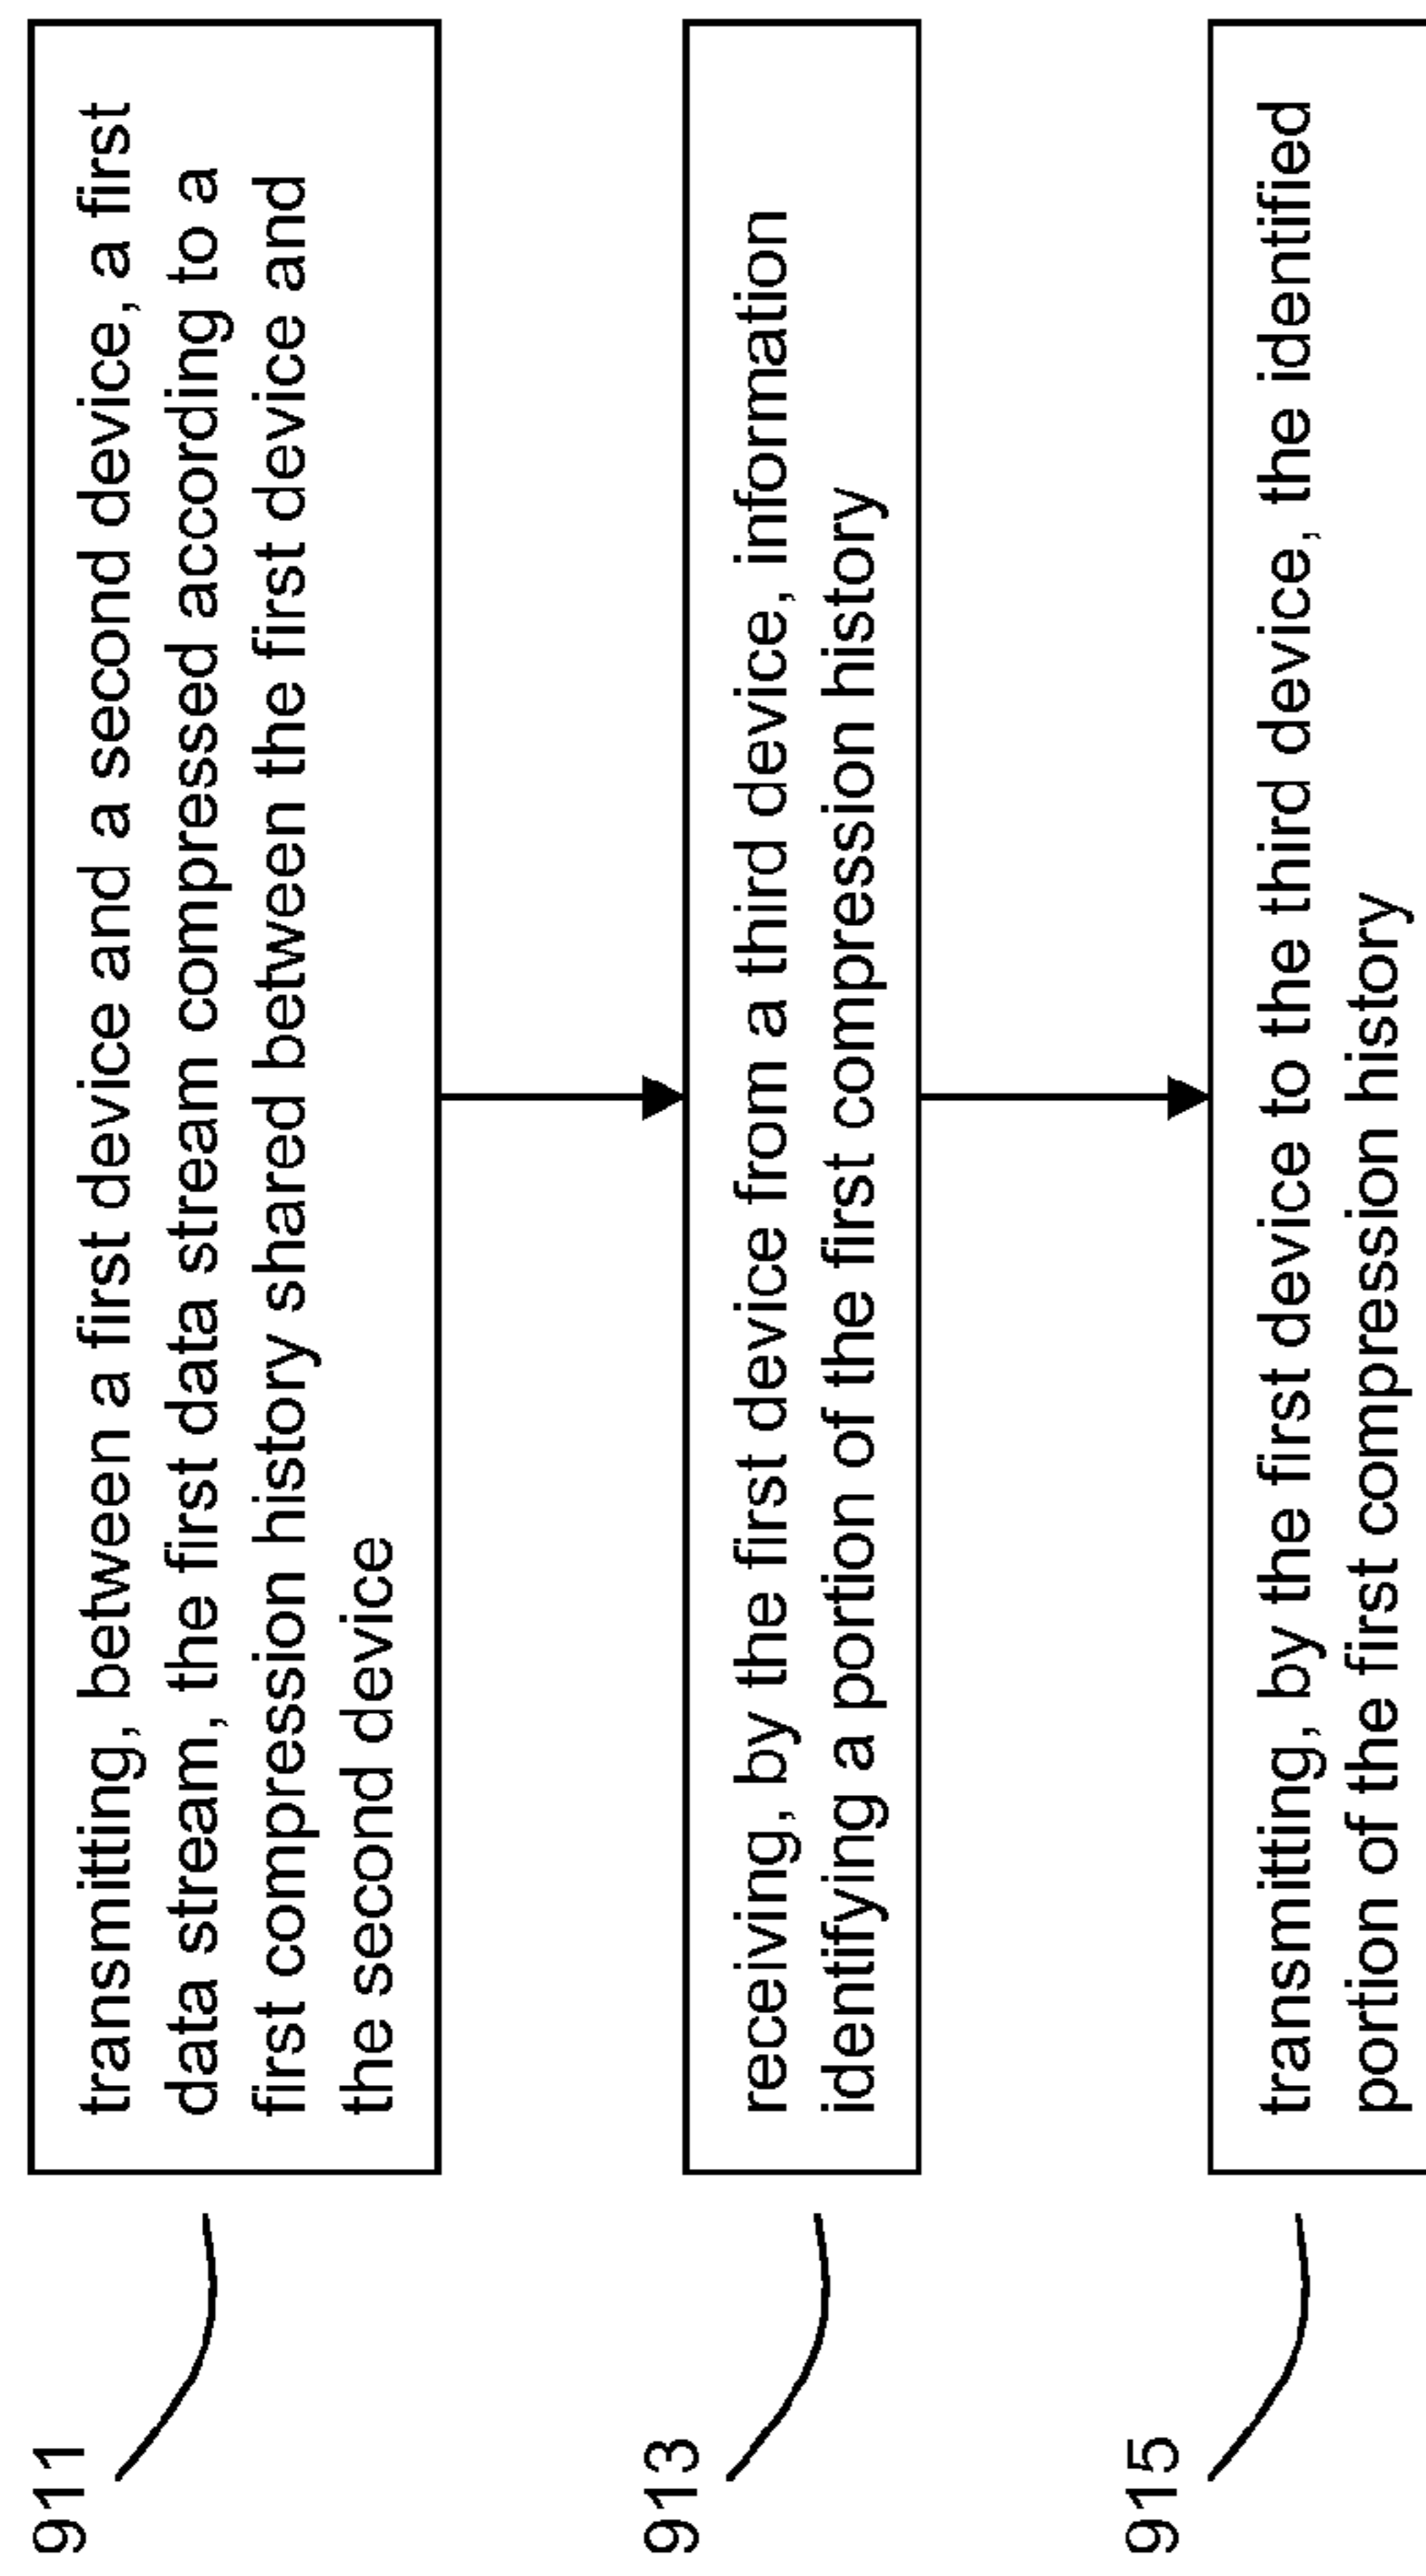 911
transmitting, between a first device and a second device, a first
data stream, the first data stream compressed according to a
first compression history shared between the first device and
the second device
913
receiving, by the first device from a third device, information
identifying a portion of the first compression history
915
transmitting, by the first device to the third device, the identified
portion of the first compression history